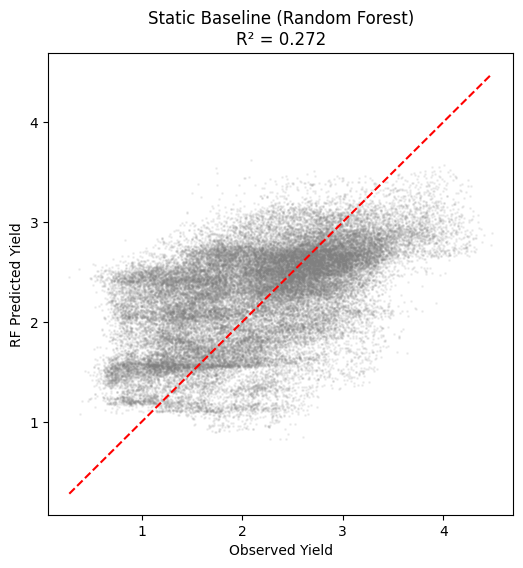 Static Baseline (Random Forest)
R² = 0.272
4
3
2
1
RF Predicted Yield
1
2
3
4
Observed Yield